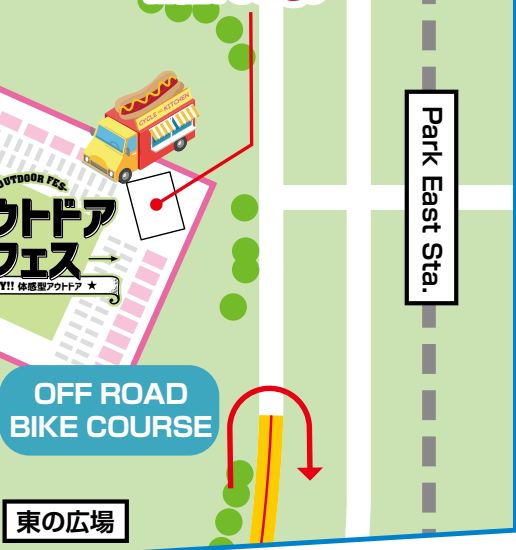 CYCLE KITCHEN
OUTDOOR FES-
ウトドア
フェス
Y!! 体感型アウトドア ★
Park East Sta.
OFF ROAD
BIKE COURSE
東の広場